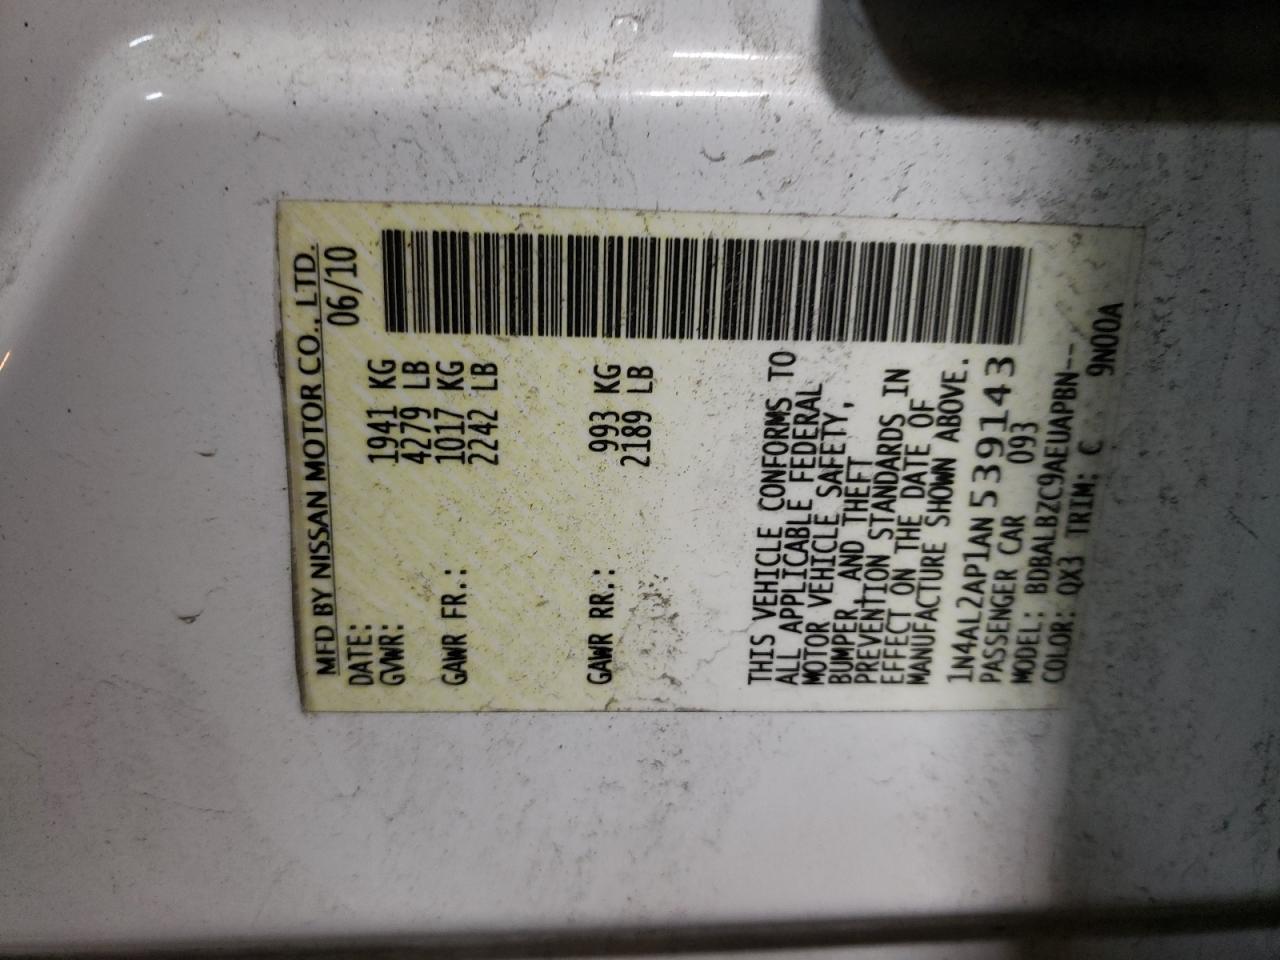 MFD BY NISSAN MOTOR CO., LTD.
DATE: 06/10
GVWR: 1941 KG
4279 LB
GAWR FR.: 1017 KG
2242 LB
GAWR RR.: 993 KG
2189 LB
THIS VEHICLE CONFORMS TO
ALL APPLICABLE FEDERAL
MOTOR VEHICLE SAFETY,
BUMPER AND THEFT
PREVENTION STANDARDS IN
EFFECT ON THE DATE OF
MANUFACTURE SHOWN ABOVE.
1N4AL2AP1AN539143
PASSENGER CAR 093
MODEL: BDBALBZC9AEUAPBN--
COLOR: QX3 TRIM: C 9N00A